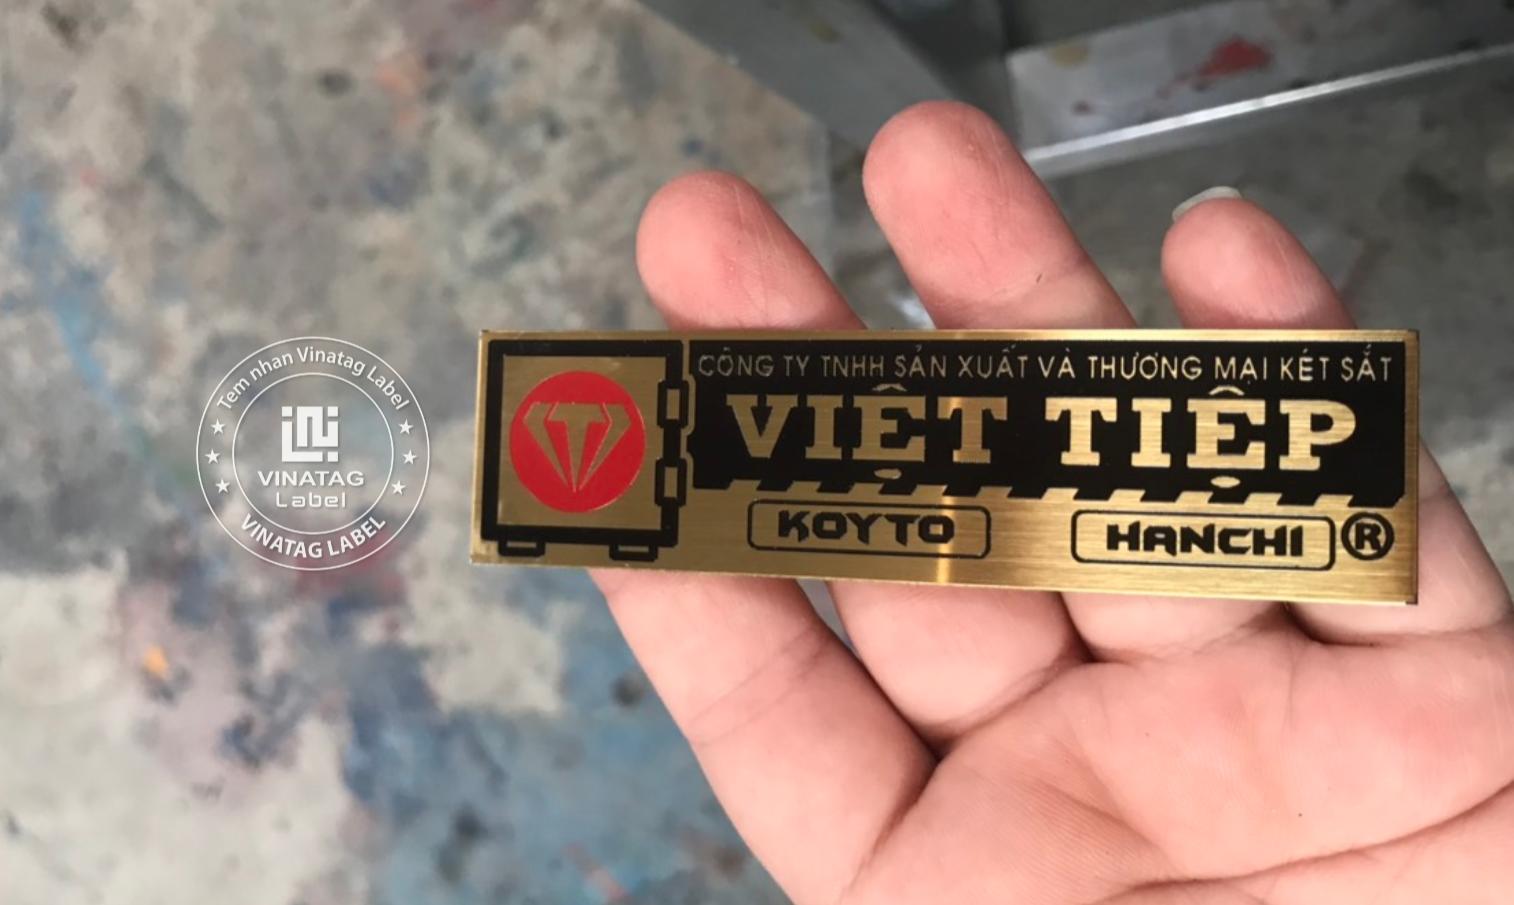 Tem nhan Vinatag Label
VINATAG
Label
VINATAG LABEL
CÔNG TY TNHH SẢN XUẤT VÀ THƯƠNG MẠI KÉT SẮT
VIỆT TIỆP
KOYTO
HANCHI ®